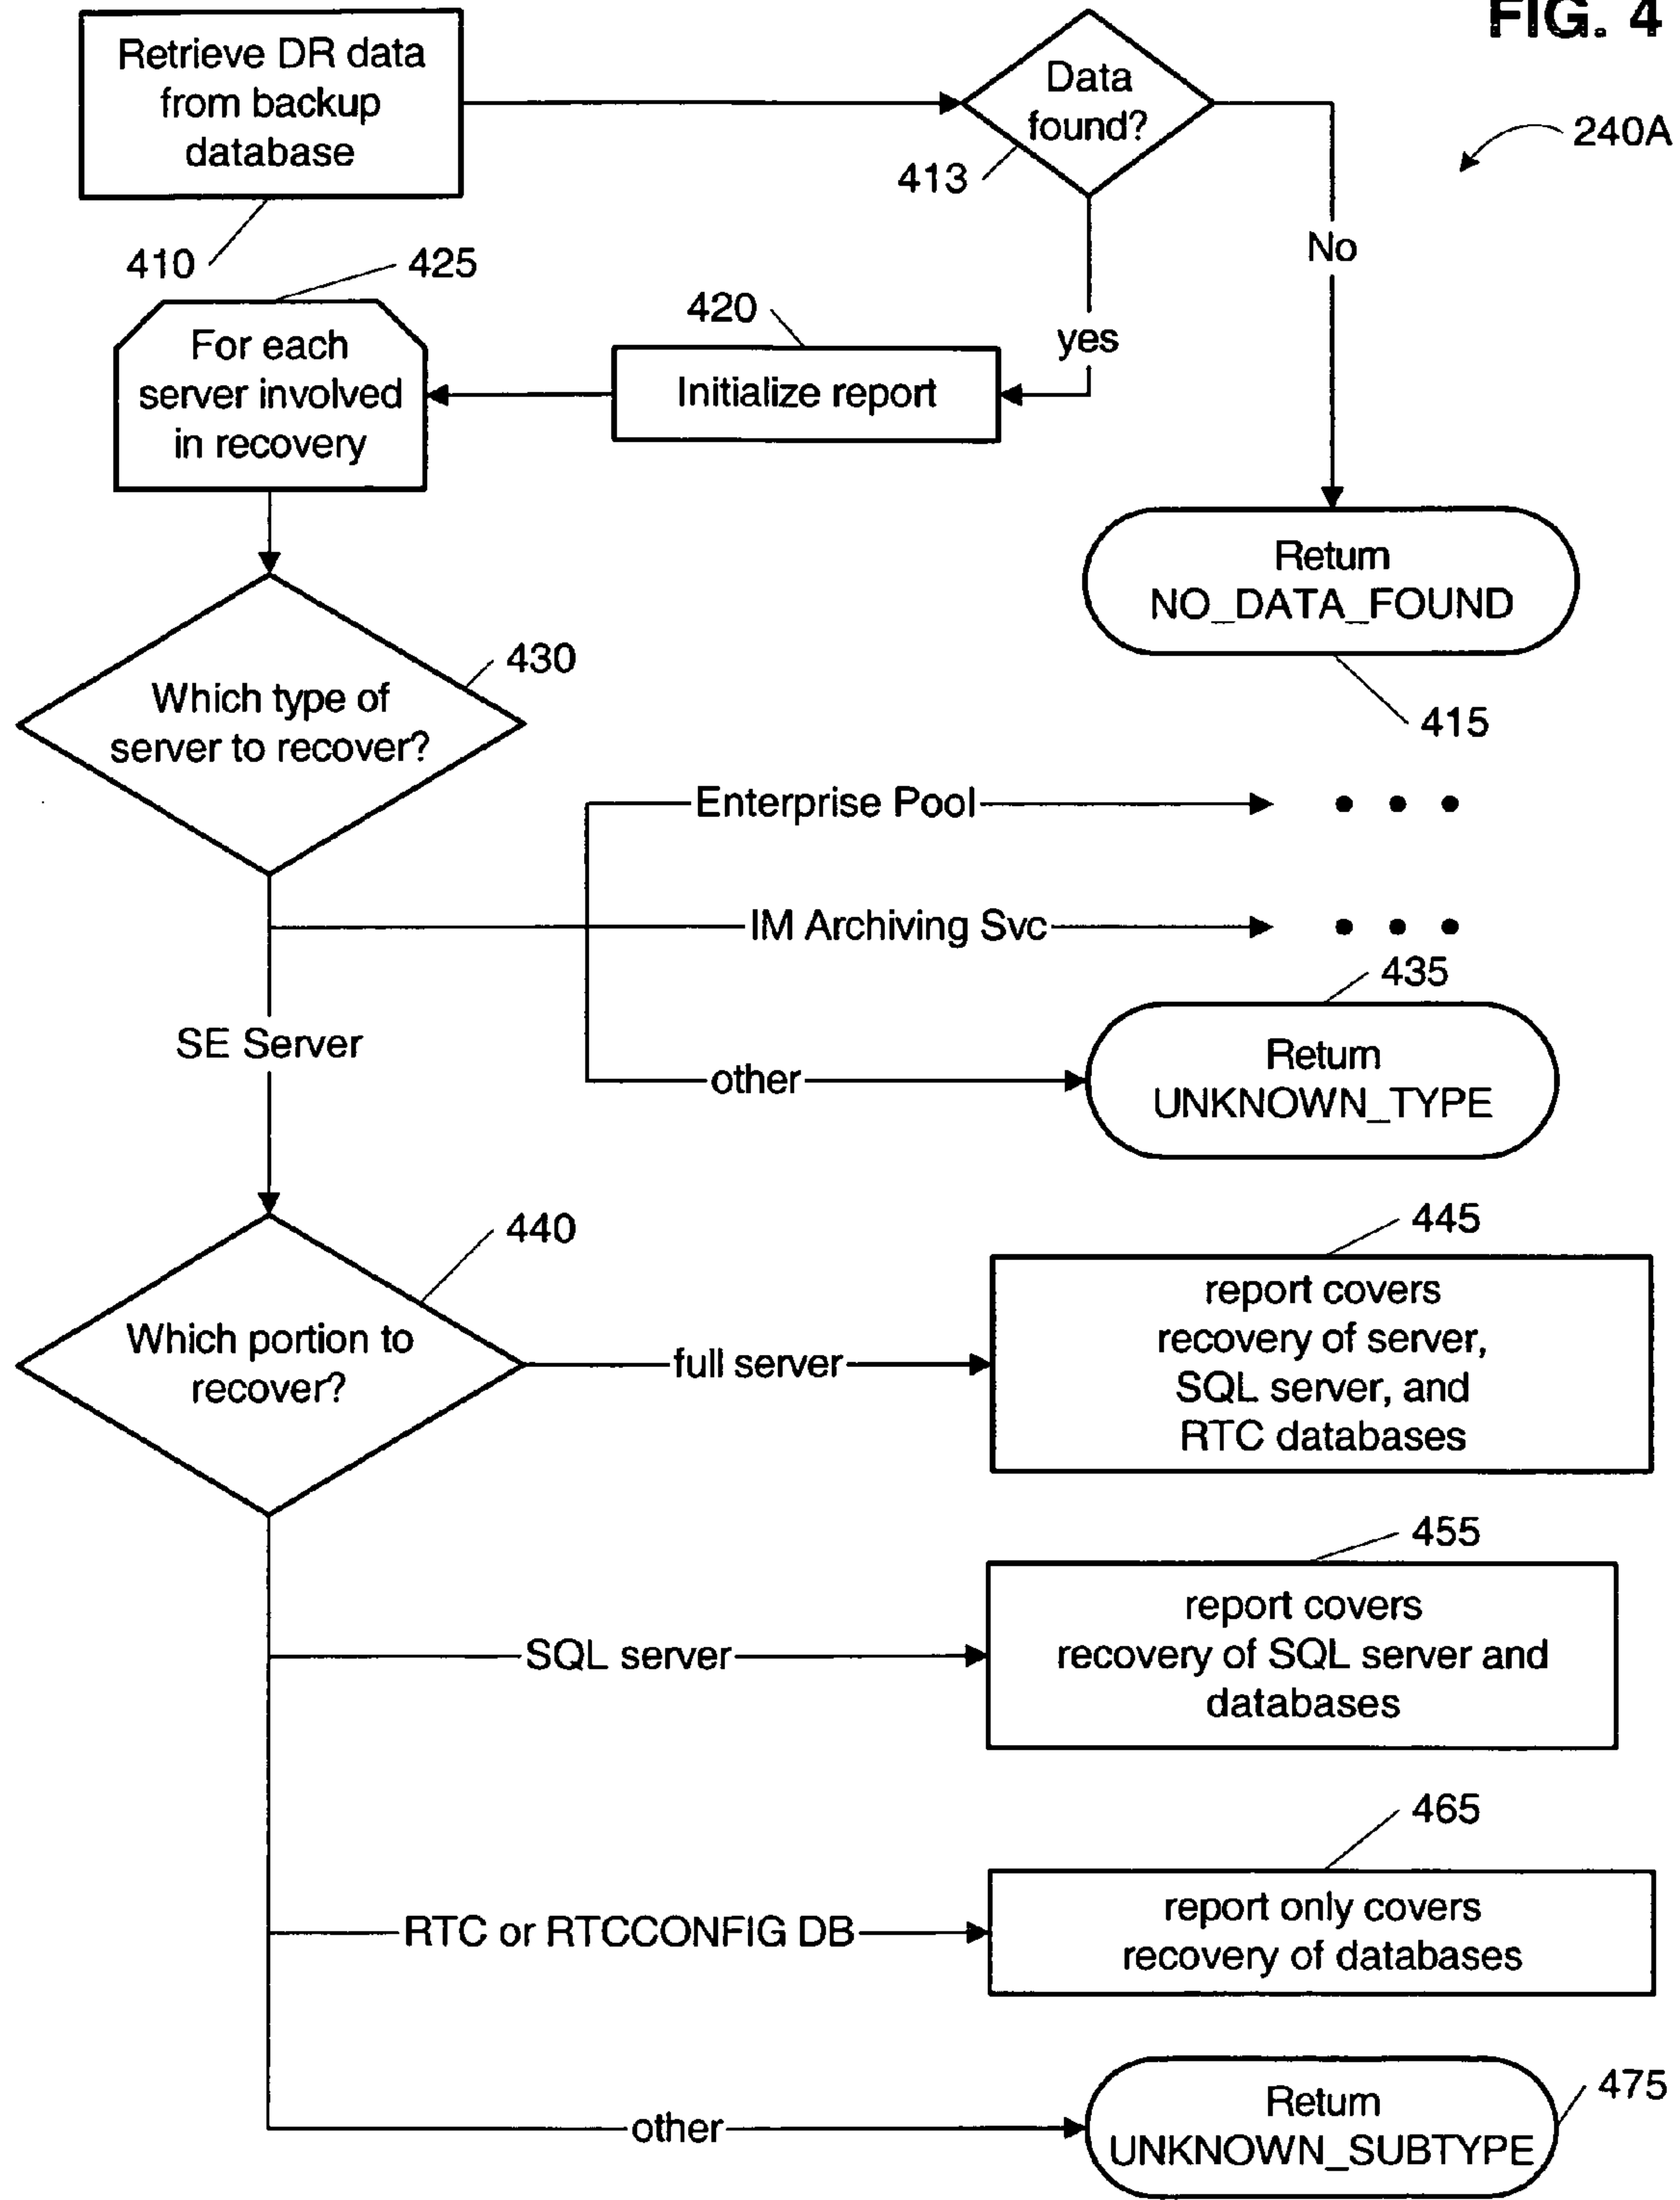 FIG. 4
Retrieve DR data
from backup
database
410
Data
found?
413
240A
No
yes
425
For each
server involved
in recovery
420
Initialize report
Return
NO_DATA_FOUND
415
430
Which type of
server to recover?
Enterprise Pool
IM Archiving Svc
435
SE Server
other
Return
UNKNOWN_TYPE
440
Which portion to
recover?
full server
445
report covers
recovery of server,
SQL server, and
RTC databases
455
SQL server
report covers
recovery of SQL server and
databases
465
RTC or RTCCONFIG DB
report only covers
recovery of databases
other
Return
UNKNOWN_SUBTYPE
475